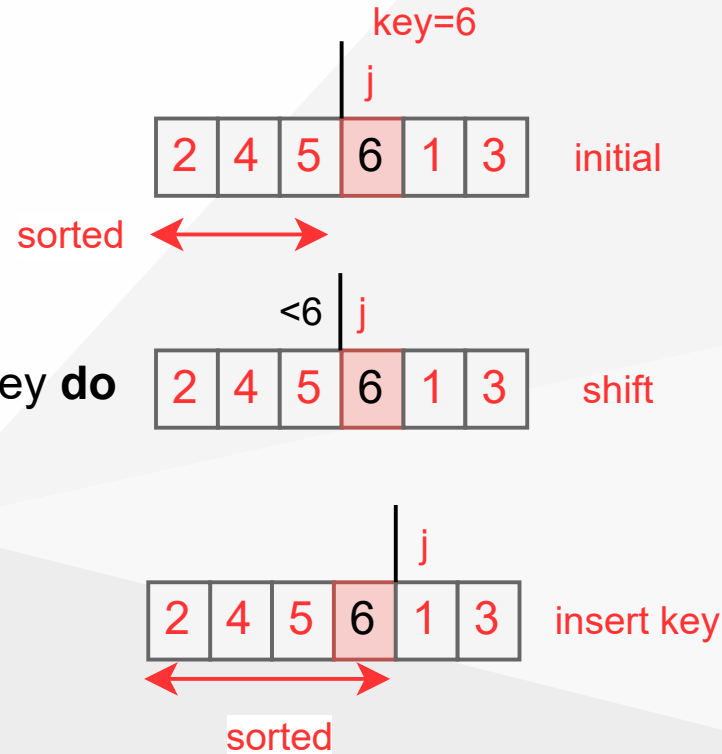 key=6
j
2 4 5 6 1 3 initial
sorted
<6 j
ey do 2 4 5 6 1 3 shift
j
2 4 5 6 1 3 insert key
sorted